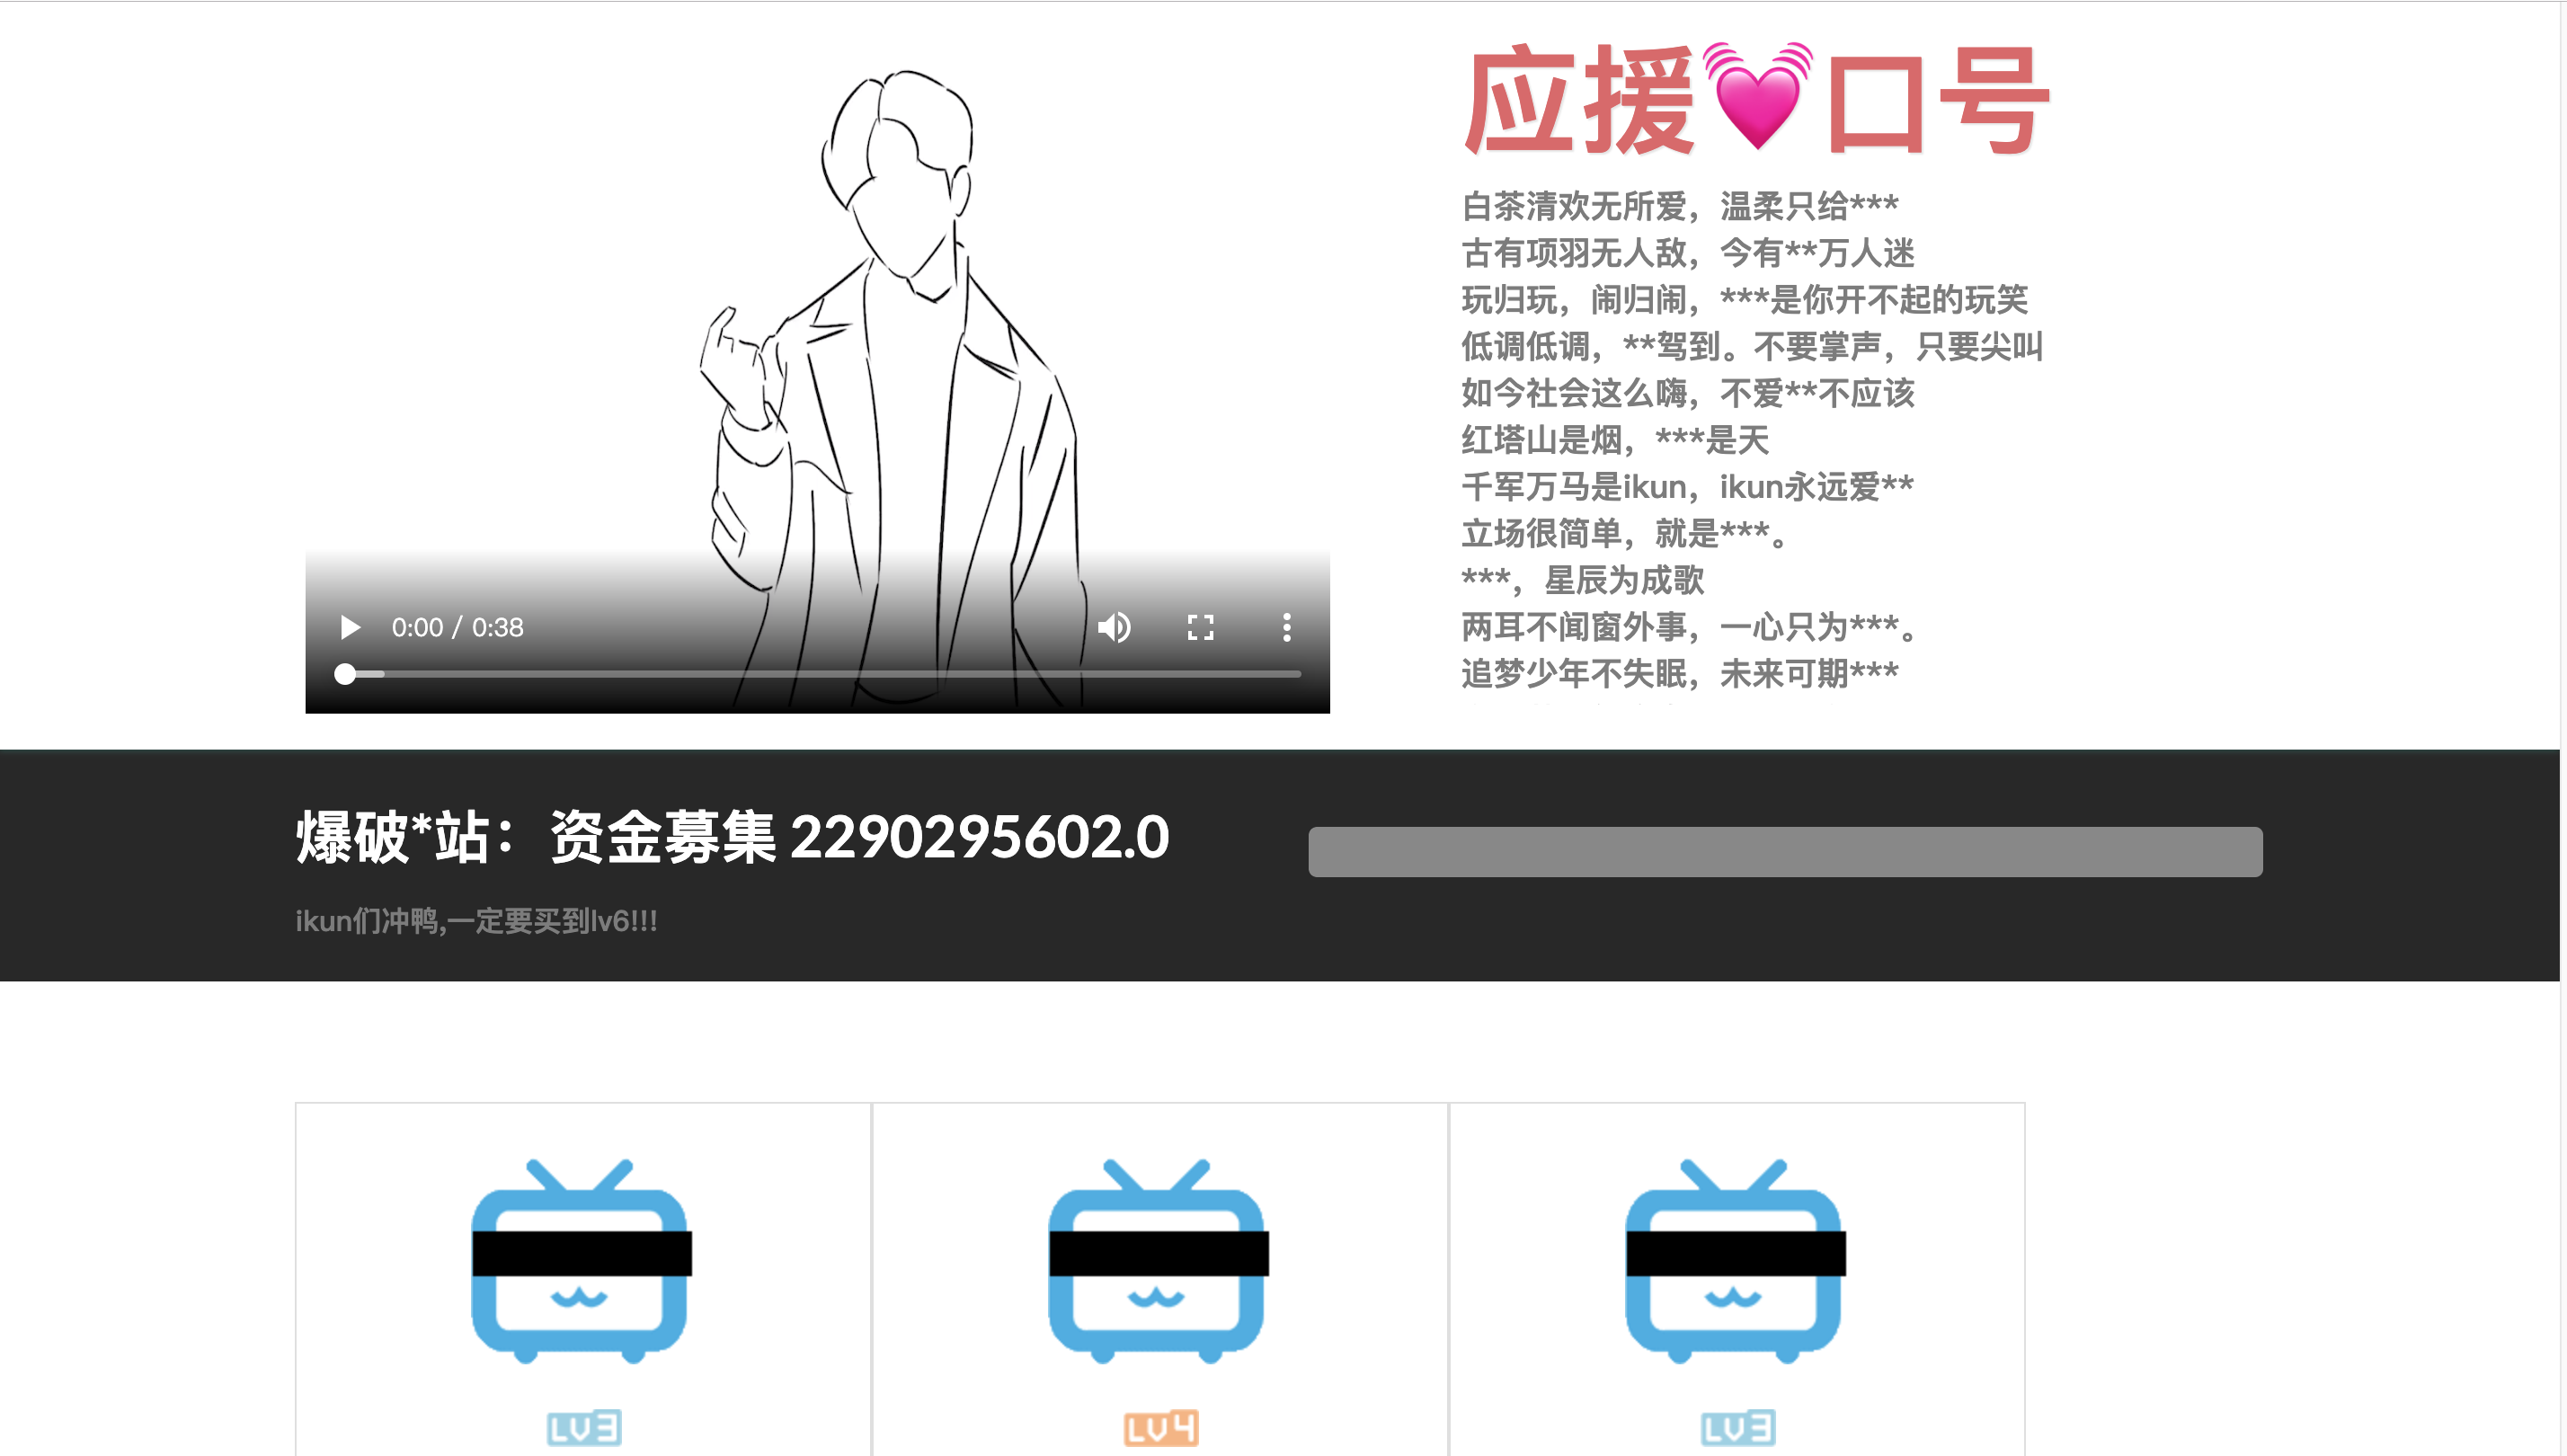 应援💓口号
白茶清欢无所爱，温柔只给***
古有项羽无人敌，今有**万人迷
玩归玩，闹归闹，***是你开不起的玩笑
低调低调，**驾到。不要掌声，只要尖叫
如今社会这么嗨，不爱**不应该
红塔山是烟，***是天
千军万马是ikun，ikun永远爱**
立场很简单，就是***。
***，星辰为成歌
两耳不闻窗外事，一心只为***。
追梦少年不失眠，未来可期***
0:00 / 0:38
爆破*站：资金募集 2290295602.0
ikun们冲鸭,一定要买到lv6!!!
LV3
LV4
LV3